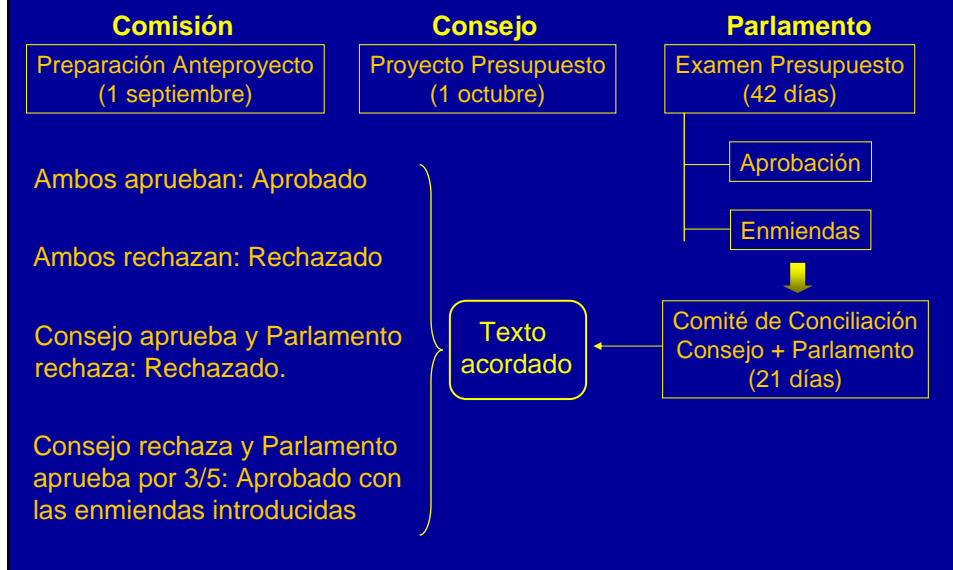 Comisión
Consejo
Parlamento
Preparación Anteproyecto
(1 septiembre)
Proyecto Presupuesto
(1 octubre)
Examen Presupuesto
(42 días)
Aprobación
Enmiendas
Comité de Conciliación
Consejo + Parlamento
(21 días)
Texto
acordado
Ambos aprueban: Aprobado
Ambos rechazan: Rechazado
Consejo aprueba y Parlamento
rechaza: Rechazado.
Consejo rechaza y Parlamento
aprueba por 3/5: Aprobado con
las enmiendas introducidas